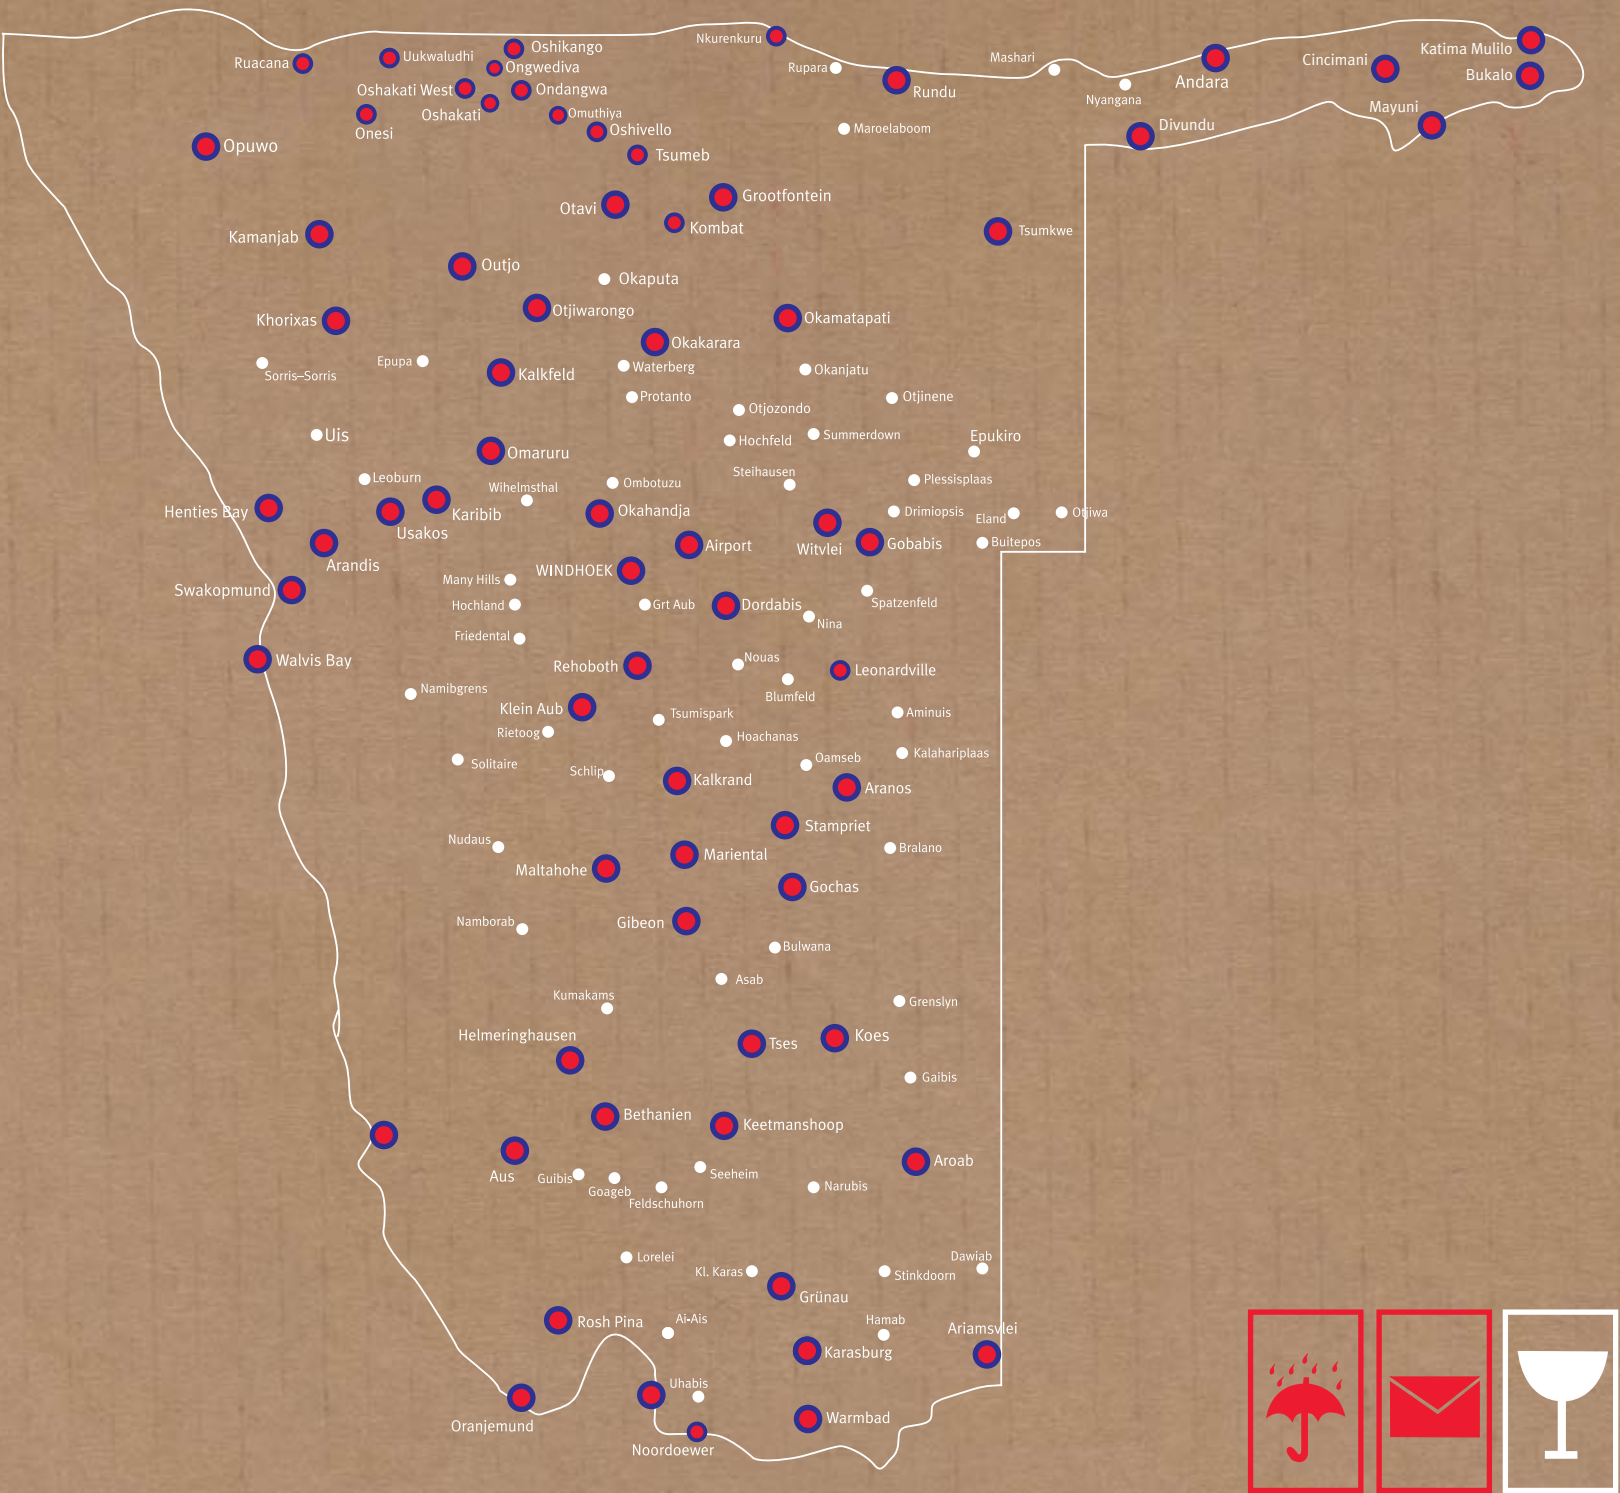 Nkurenkuru
Oshikango
Katima Mulilo
Uukwaludhi
Mashari
Cincimani
Ruacana
Ongwediva
Rupara
Bukalo
Andara
Oshakati West
Ondangwa
Rundu
Nyangana
Mayuni
Oshakati
Omuthiya
Onesi
Oshivello
Maroelaboom
Divundu
Opuwo
Tsumeb
Otavi
Grootfontein
Kombat
Tsumkwe
Kamanjab
Outjo
Okaputa
Otjiwarongo
Okamatapati
Khorixas
Okakarara
Epupa
Waterberg
Okanjatu
Sorris–Sorris
Kalkfeld
Protanto
Otjinene
Otjozondo
Uis
Hochfeld
Summerdown
Epukiro
Omaruru
Steihausen
Leoburn
Wihelmsthal
Ombotuzu
Plessisplaas
Henties Bay
Karibib
Okahandja
Drimiopsis
Eland
Otjiwa
Usakos
Airport
Witvlei
Gobabis
Buitepos
Arandis
WINDHOEK
Many Hills
Swakopmund
Hochland
Grt Aub
Dordabis
Spatzenfeld
Nina
Friedental
Walvis Bay
Rehoboth
Nouas
Leonardville
Namibgrens
Blumfeld
Klein Aub
Tsumispark
Aminuis
Rietoog
Hoachanas
Kalahariplaas
Solitaire
Schlip
Oamseb
Kalkrand
Aranos
Stampriet
Nudaus
Mariental
Bralano
Maltahohe
Gochas
Namborab
Gibeon
Bulwana
Asab
Kumakams
Grenslyn
Helmeringhausen
Tses
Koes
Gaibis
Bethanien
Keetmanshoop
Aroab
Aus
Guibis
Goageb
Seeheim
Feldschuhorn
Narubis
Lorelei
Kl. Karas
Dawiab
Stinkdoorn
Grünau
Rosh Pina
Ai-Ais
Hamab
Ariamsvlei
Karasburg
Uhabis
Oranjemund
Warmbad
Noordoewer